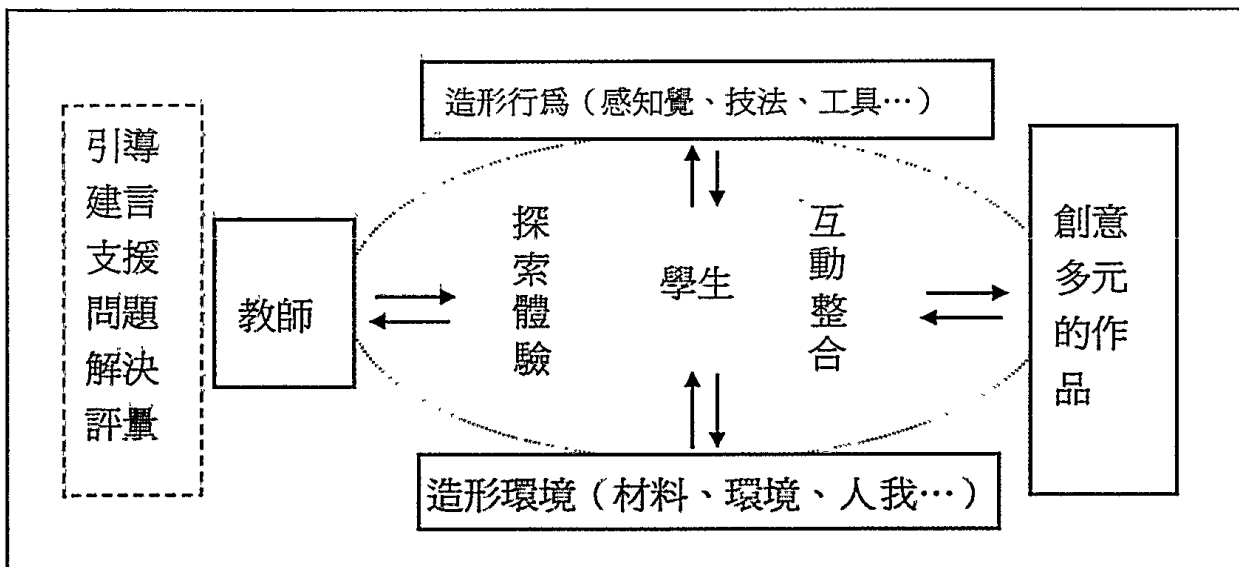 造形行爲（感知覺、技法、工具…）
引導
建言
支援
問題
解決
評量
教師
探索體驗
學生
互動整合
創意
多元
的作
品
造形環境（材料、環境、人我…）